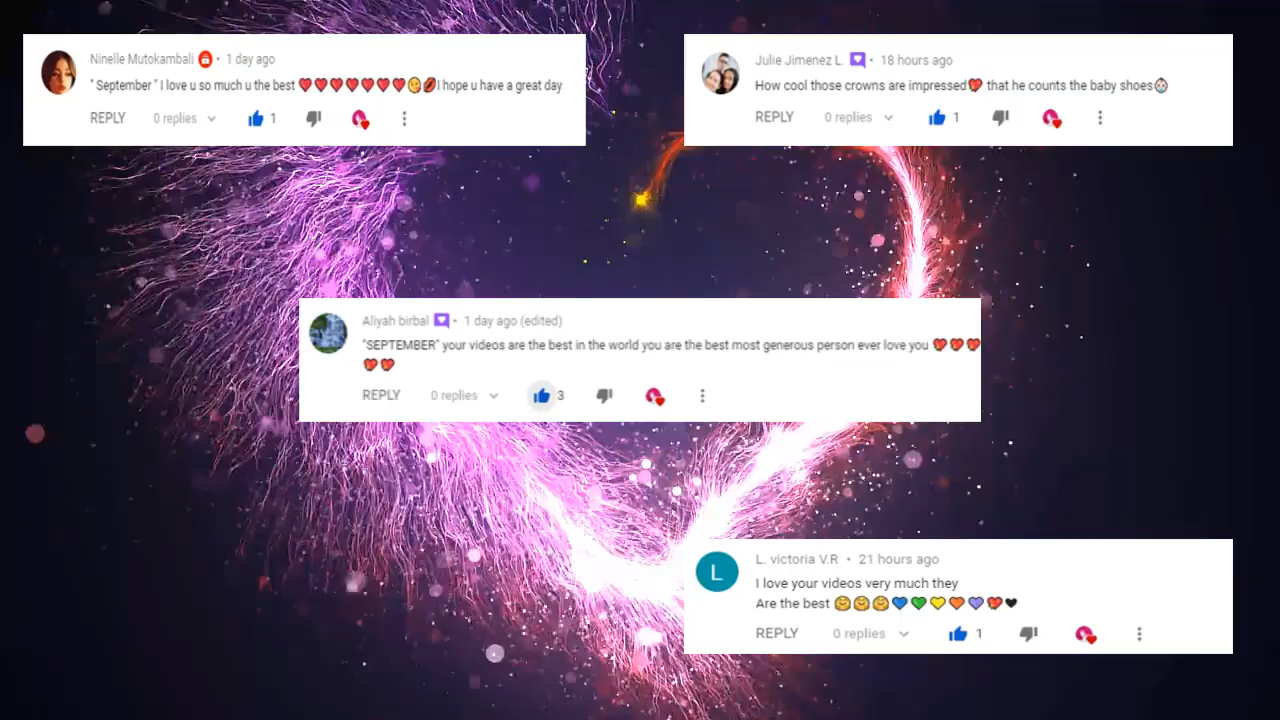 Ninelle Mutokambali • 1 day ago
" September " I love u so much u the best ❤️❤️❤️❤️❤️❤️❤️🤗💋I hope u have a great day
REPLY 0 replies 1
Julie Jimenez L. • 18 hours ago
How cool those crowns are impressed💖 that he counts the baby shoes👶
REPLY 0 replies 1
Aliyah birbal • 1 day ago (edited)
"SEPTEMBER" your videos are the best in the world you are the best most generous person ever love you 💖💖💖
💖💖
REPLY 0 replies 3
L
L. victoria V.R • 21 hours ago
I love your videos very much they
Are the best 🤗🤗🤗💙💚💛🧡💜💖🖤
REPLY 0 replies 1